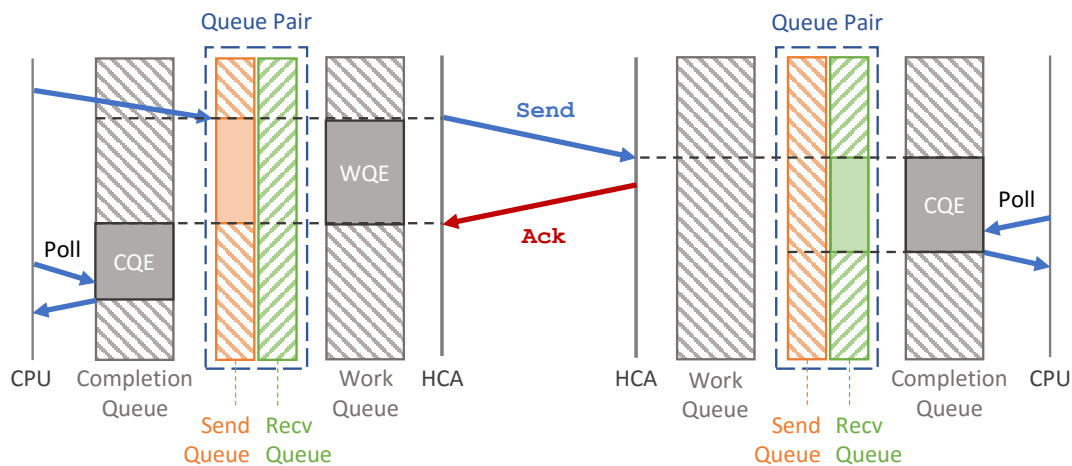 Queue Pair
Queue Pair
Send
WQE
CQE
Ack
Poll
CQE
Poll
CPU
Completion
Queue
Work
Queue
HCA
HCA
Work
Queue
Completion
Queue
CPU
Send
Queue
Recv
Queue
Send
Queue
Recv
Queue